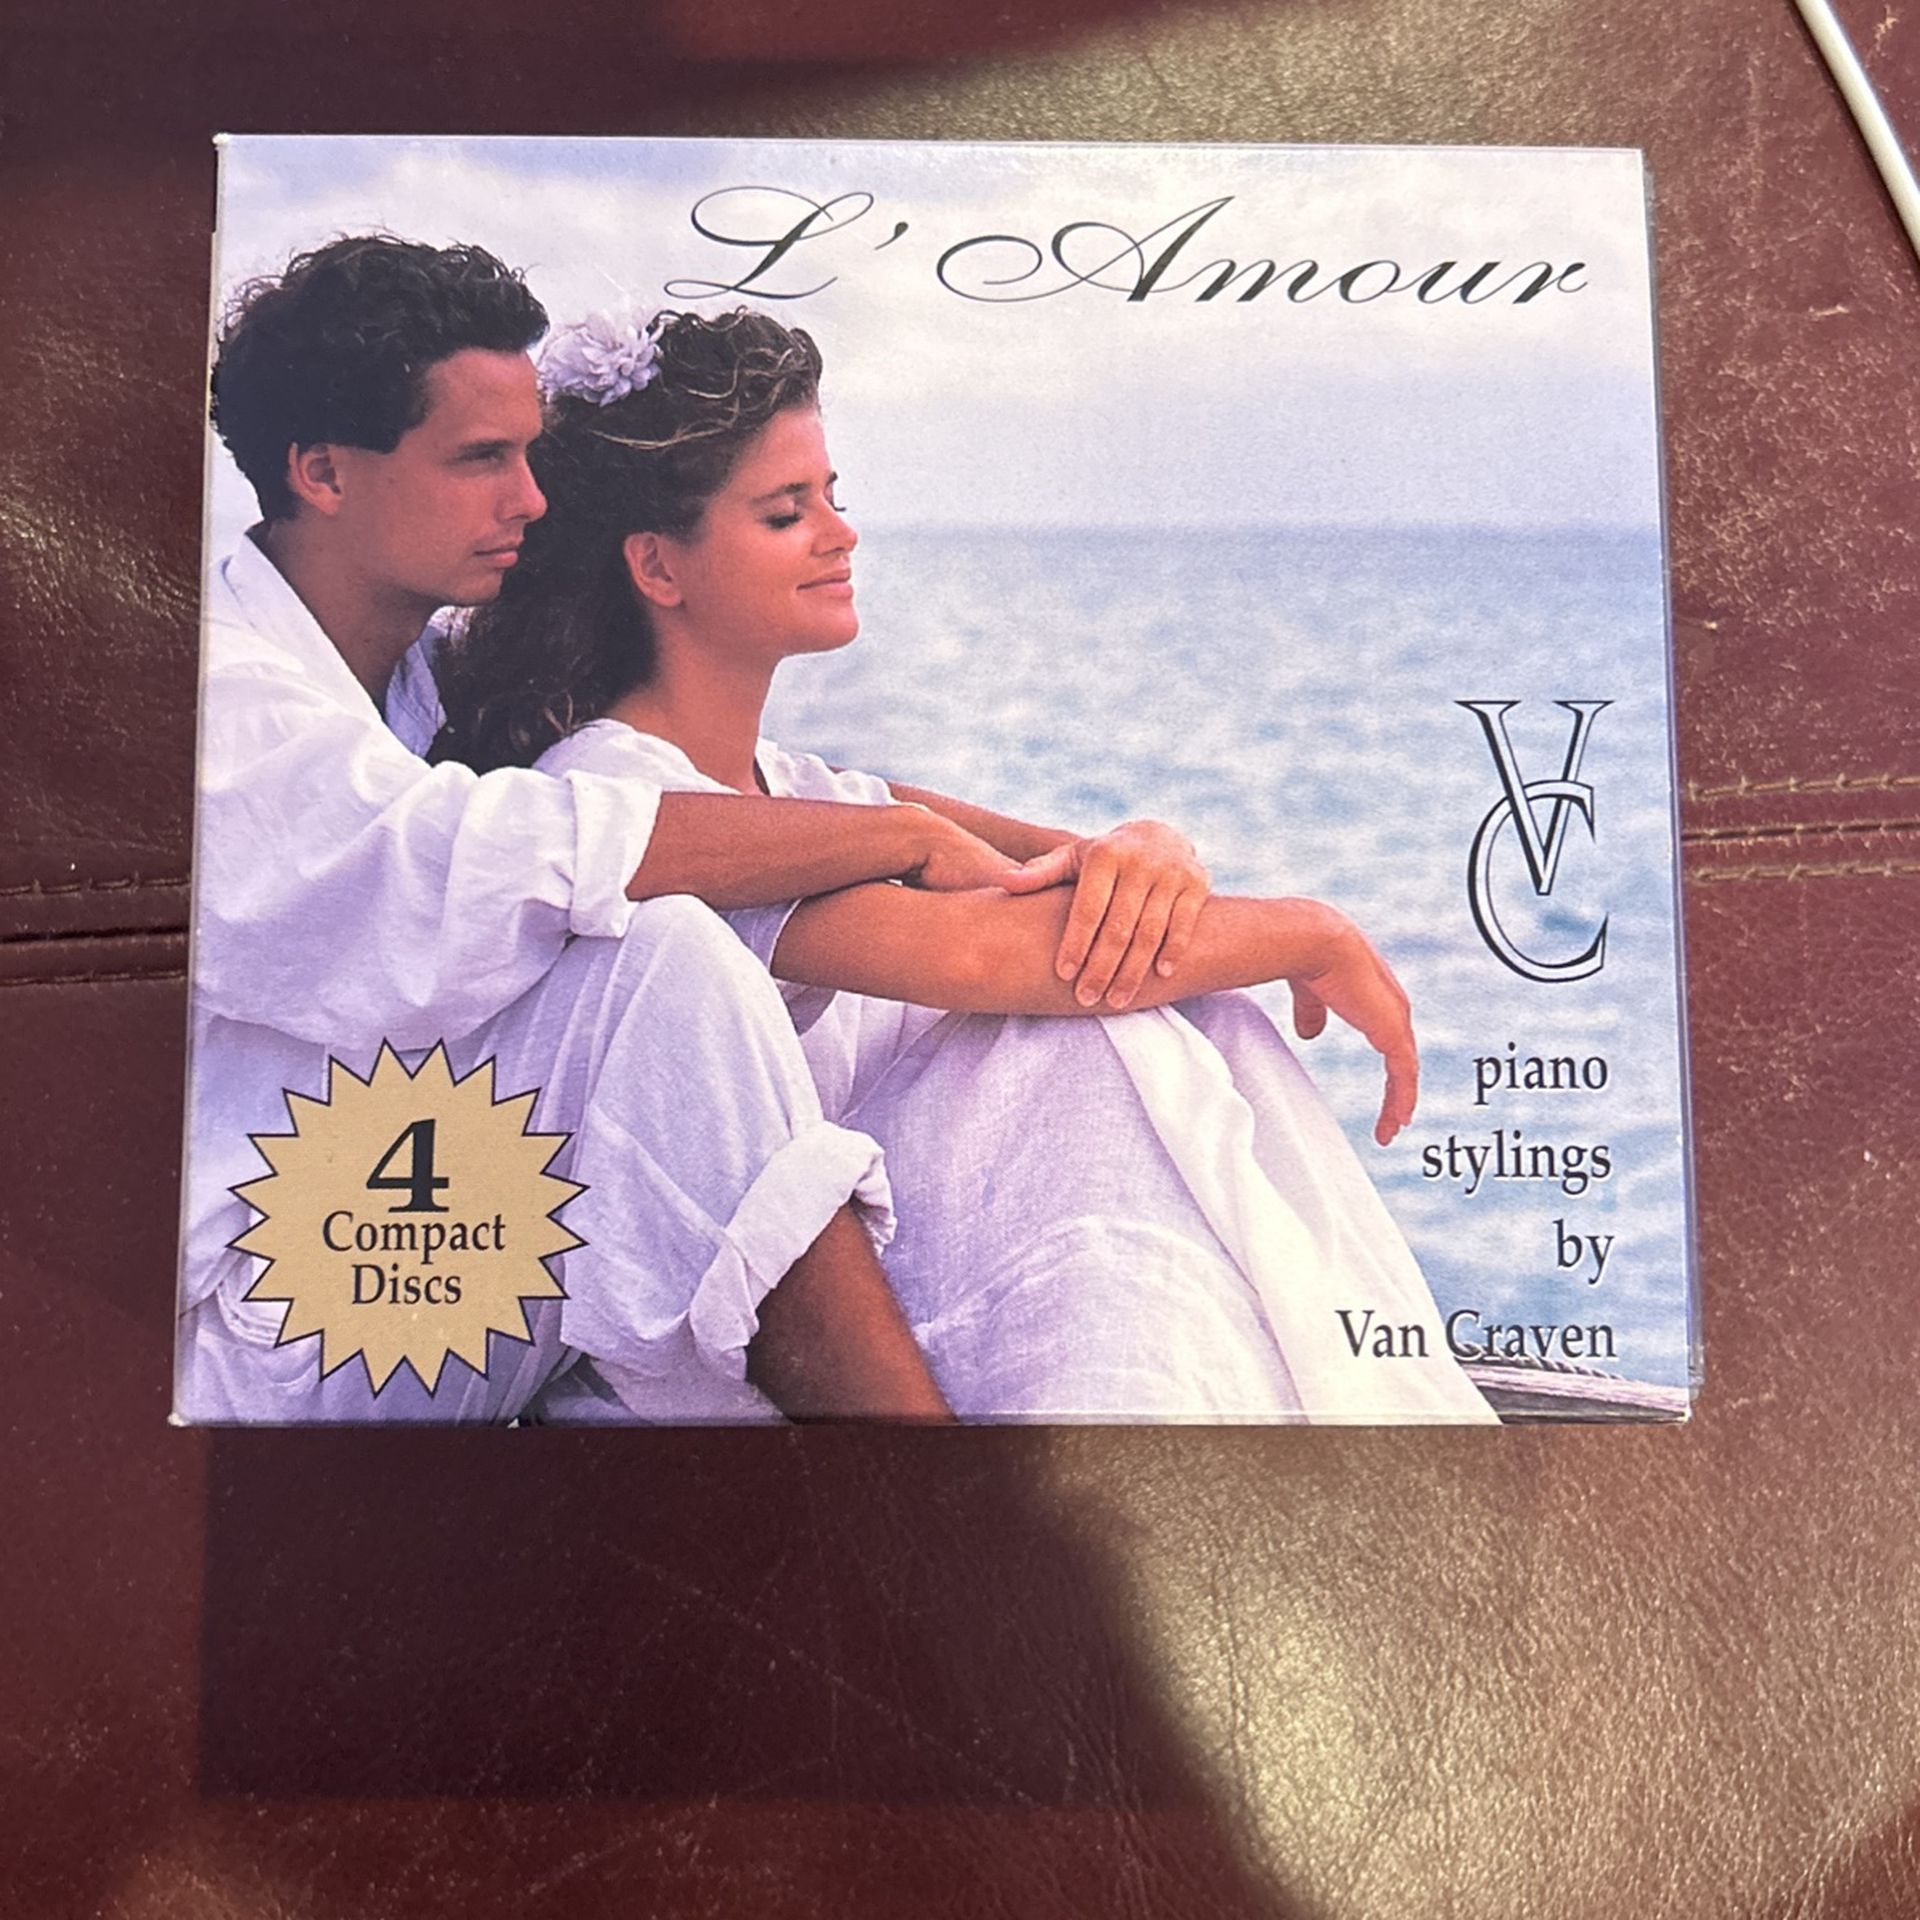 L'Amour
VC
piano
stylings
by
Van Craven
4
Compact
Discs